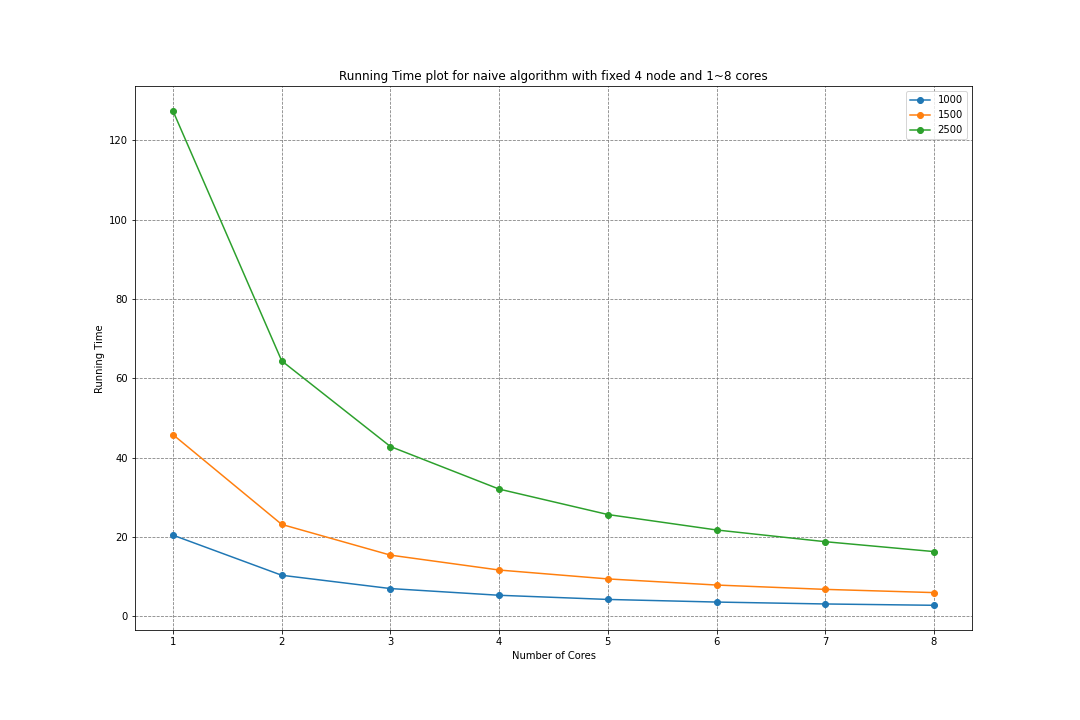 Running Time plot for naive algorithm with fixed 4 node and 1~8 cores
1000
1500
2500
120
100
80
60
40
20
0
Running Time
1 2 3 4 5 6 7 8
Number of Cores